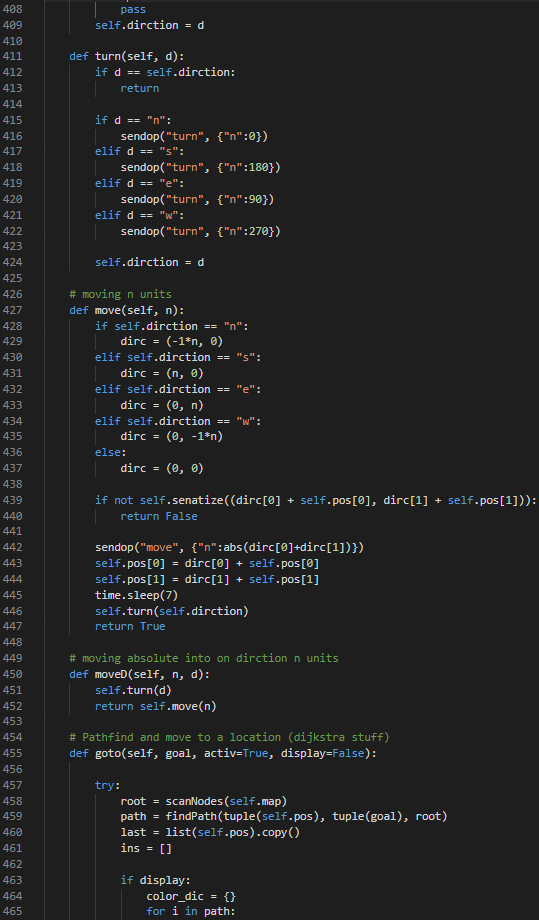 408 pass
409 self.dirction = d
410
411 def turn(self, d):
412 if d == self.dirction:
413 return
414
415 if d == "n":
416 sendop("turn", {"n":0})
417 elif d == "s":
418 sendop("turn", {"n":180})
419 elif d == "e":
420 sendop("turn", {"n":90})
421 elif d == "w":
422 sendop("turn", {"n":270})
423
424 self.dirction = d
425
426 # moving n units
427 def move(self, n):
428 if self.dirction == "n":
429 dirc = (-1*n, 0)
430 elif self.dirction == "s":
431 dirc = (n, 0)
432 elif self.dirction == "e":
433 dirc = (0, n)
434 elif self.dirction == "w":
435 dirc = (0, -1*n)
436 else:
437 dirc = (0, 0)
438
439 if not self.senatize((dirc[0] + self.pos[0], dirc[1] + self.pos[1])):
440 return False
441
442 sendop("move", {"n":abs(dirc[0]+dirc[1])})
443 self.pos[0] = dirc[0] + self.pos[0]
444 self.pos[1] = dirc[1] + self.pos[1]
445 time.sleep(7)
446 self.turn(self.dirction)
447 return True
448
449 # moving absolute into on dirction n units
450 def moveD(self, n, d):
451 self.turn(d)
452 return self.move(n)
453
454 # Pathfind and move to a location (dijkstra stuff)
455 def goto(self, goal, activ=True, display=False):
456
457 try:
458 root = scanNodes(self.map)
459 path = findPath(tuple(self.pos), tuple(goal), root)
460 last = list(self.pos).copy()
461 ins = []
462
463 if display:
464 color_dic = {}
465 for i in path: